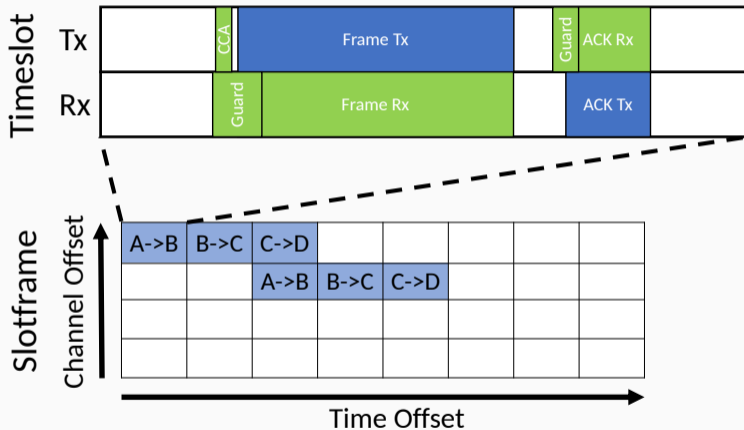 Timeslot
Tx
CCA
Frame Tx
Guard
ACK Rx
Rx
Guard
Frame Rx
ACK Tx
Slotframe
Channel Offset
A->B
B->C
C->D
A->B
B->C
C->D
Time Offset